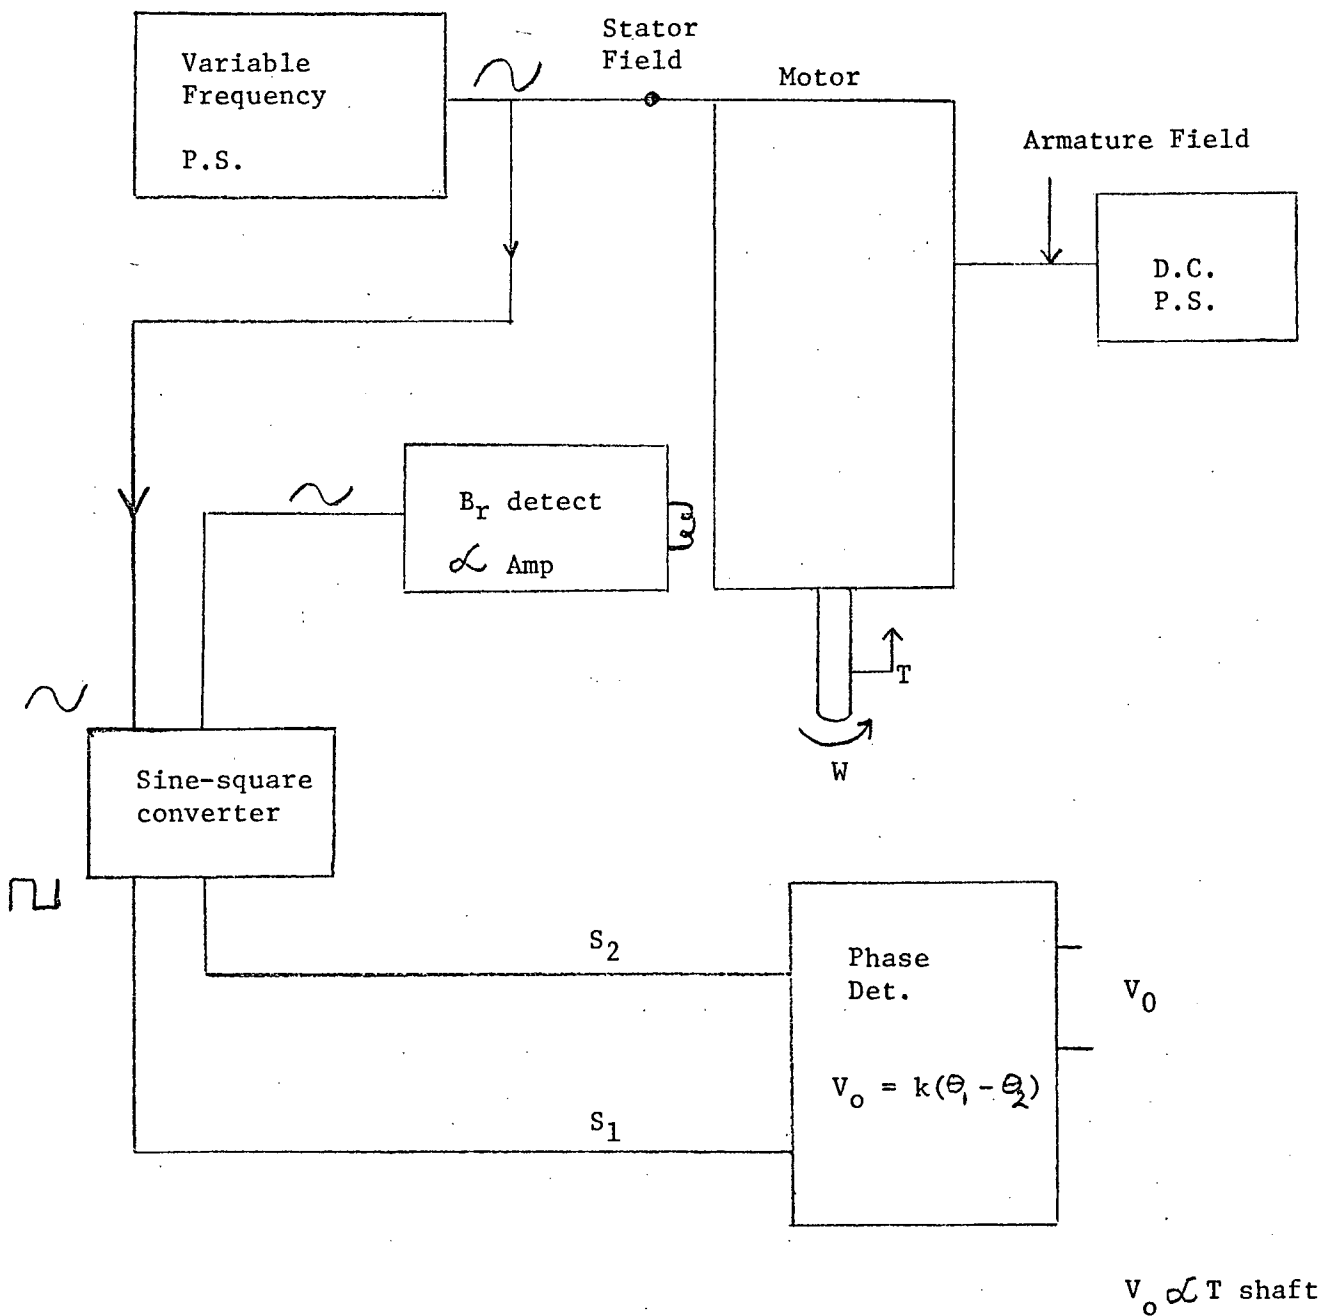 Variable
Frequency
P.S.
Stator
Field
Motor
Armature Field
D.C.
P.S.
Br detect
∝ Amp
T
W
Sine-square
converter
S2
S1
Phase
Det.
Vo = k(Θ1 - Θ2)
V0
Vo ∝ T shaft